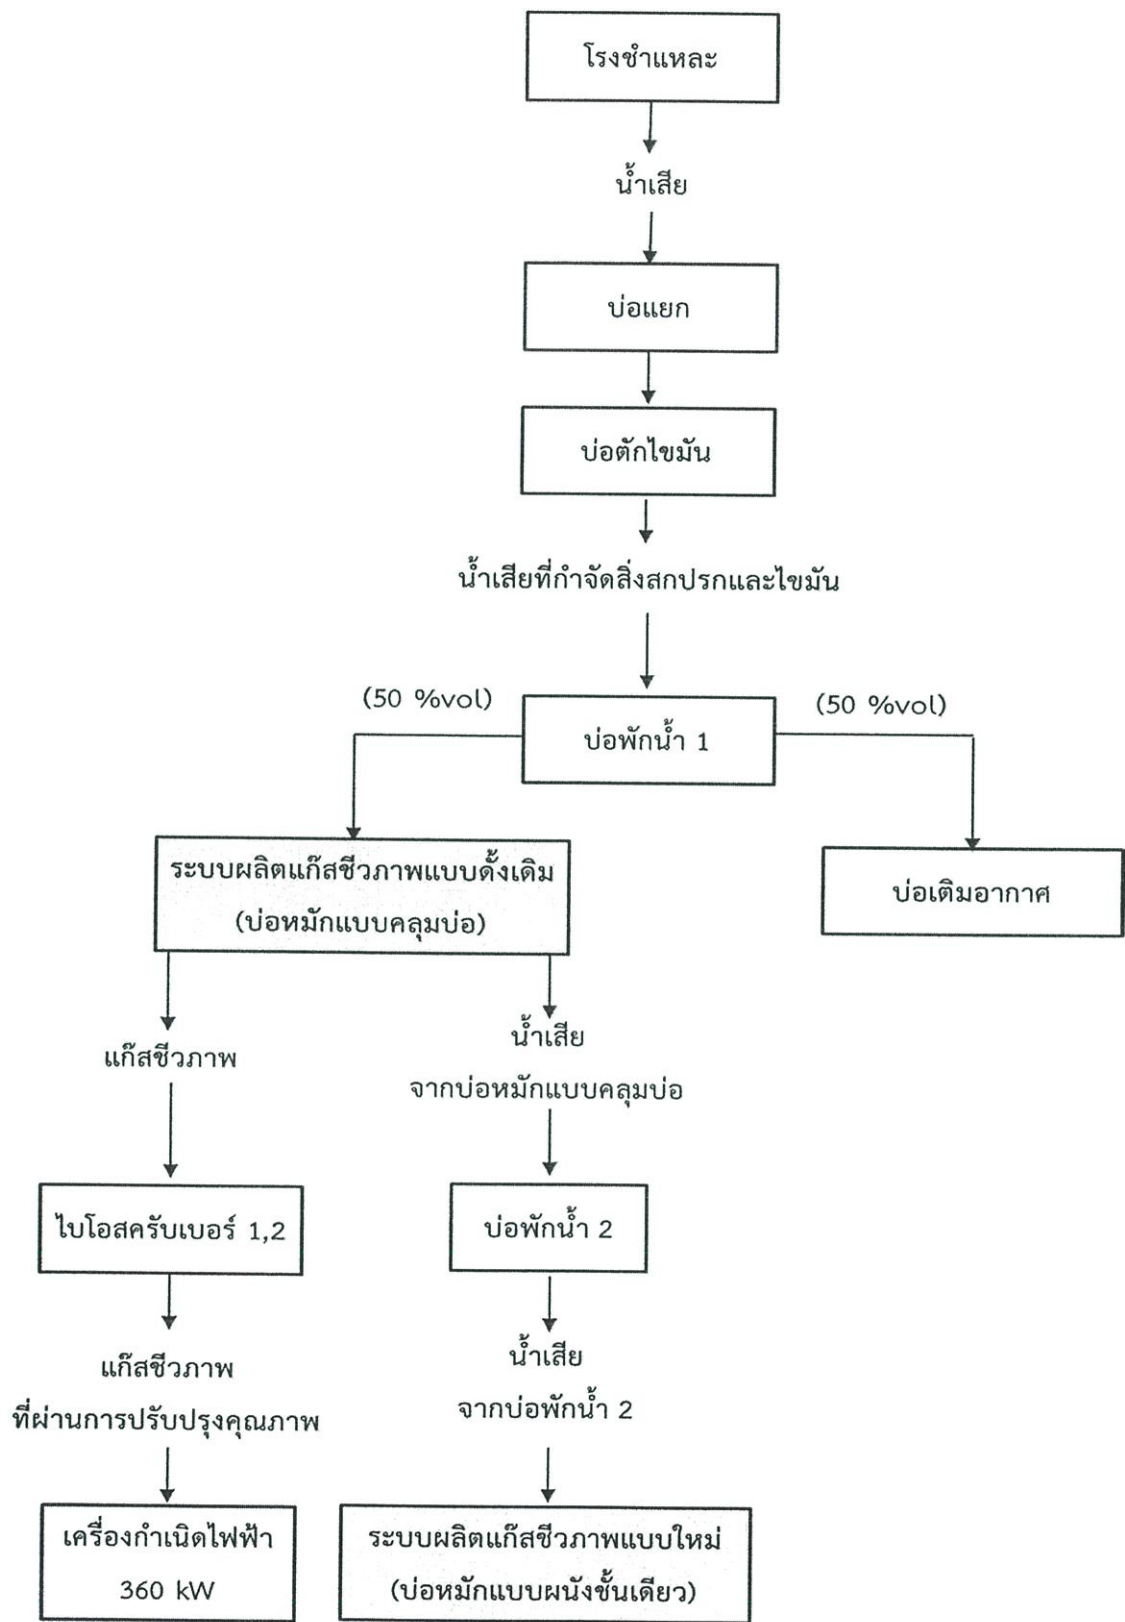 โรงชำแหละ
น้ำเสีย
บ่อแยก
บ่อตักไขมัน
น้ำเสียที่กำจัดสิ่งสกปรกและไขมัน
(50 %vol)
บ่อพักน้ำ 1
(50 %vol)
ระบบผลิตแก๊สชีวภาพแบบดั้งเดิม
(บ่อหมักแบบคลุมบ่อ)
บ่อเติมอากาศ
แก๊สชีวภาพ
น้ำเสีย
จากบ่อหมักแบบคลุมบ่อ
ไบโอสครับเบอร์ 1,2
บ่อพักน้ำ 2
แก๊สชีวภาพ
ที่ผ่านการปรับปรุงคุณภาพ
น้ำเสีย
จากบ่อพักน้ำ 2
เครื่องกำเนิดไฟฟ้า
360 kW
ระบบผลิตแก๊สชีวภาพแบบใหม่
(บ่อหมักแบบผนังชั้นเดียว)